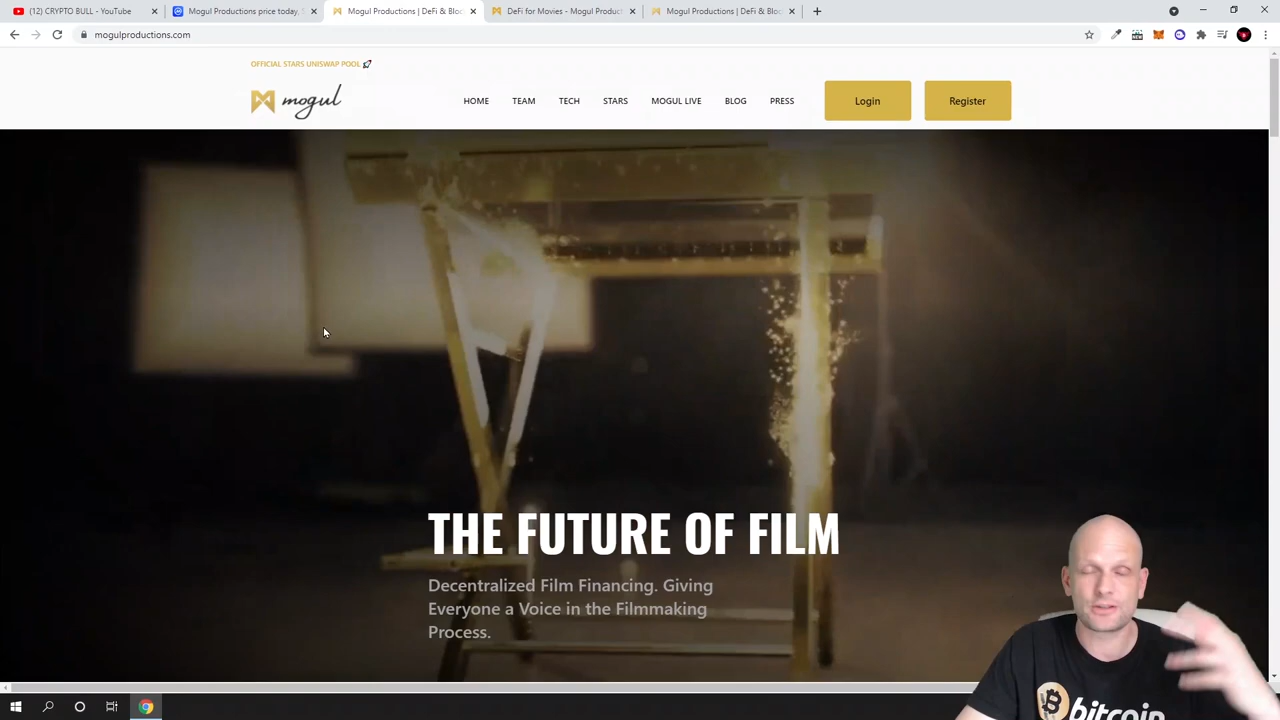 (12) CRYPTO BULL - YouTube
Mogul Productions price today,
Mogul Productions | DeFi & Bloc
DeFi for Movies - Mogul Product
Mogul Productions | DeFi & Bloc
mogulproductions.com
OFFICIAL STARS UNISWAP POOL
mogul
HOME TEAM TECH STARS MOGUL LIVE BLOG PRESS Login Register
THE FUTURE OF FILM
Decentralized Film Financing. Giving
Everyone a Voice in the Filmmaking
Process.
bitcoin